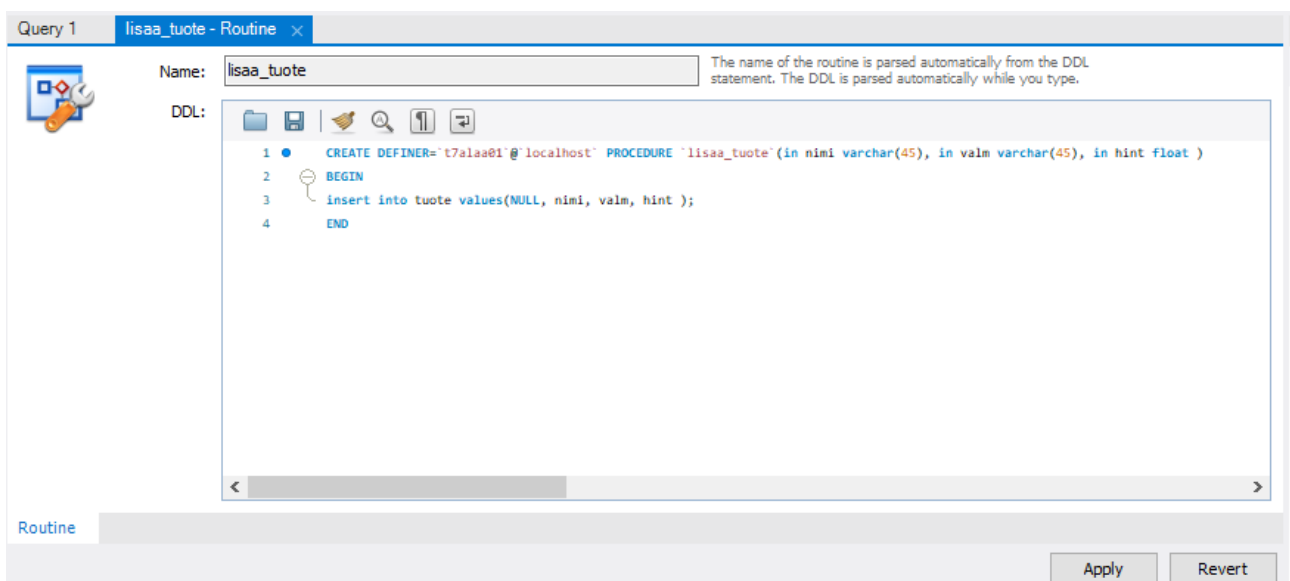 Query 1
lisaa_tuote - Routine
Name:
lisaa_tuote
The name of the routine is parsed automatically from the DDL
statement. The DDL is parsed automatically while you type.
DDL:
1 CREATE DEFINER=`t7alaa01`@`localhost` PROCEDURE `lisaa_tuote`(in nimi varchar(45), in valm varchar(45), in hint float )
2 BEGIN
3 insert into tuote values(NULL, nimi, valm, hint );
4 END
Routine
Apply
Revert